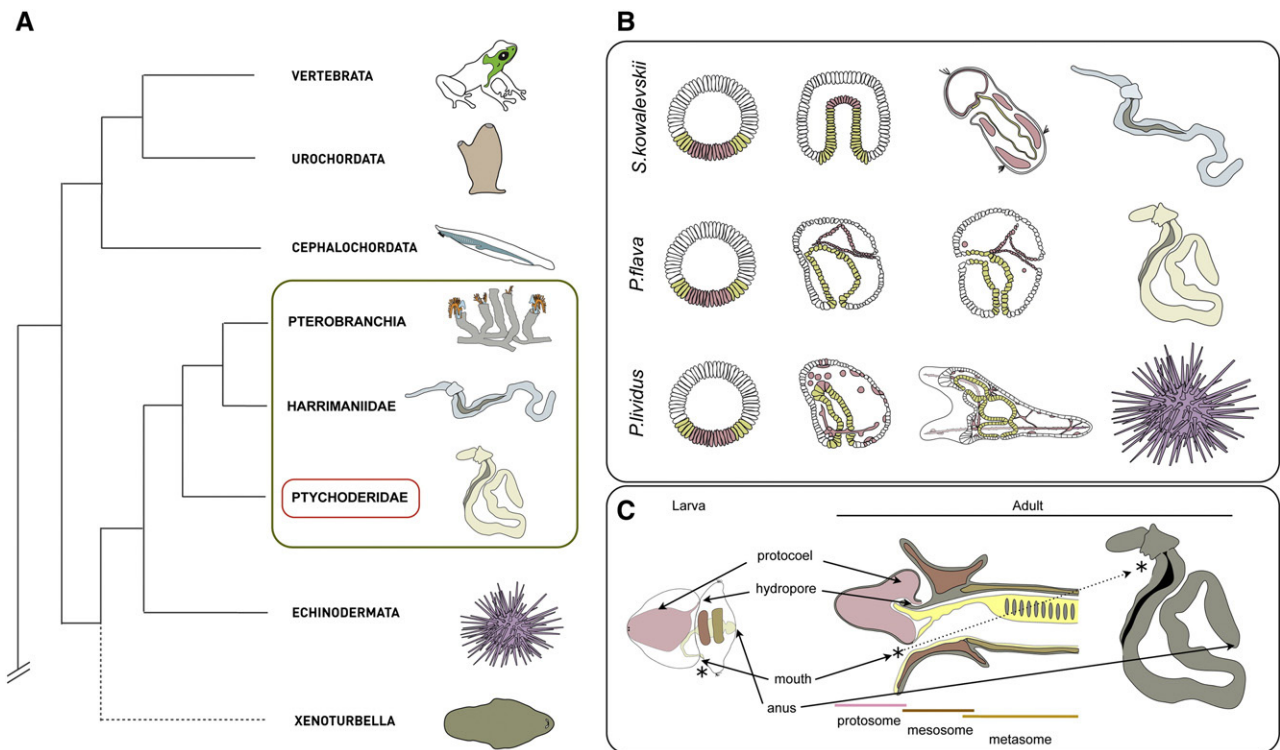 A
VERTEBRATA
UROCHORDATA
CEPHALOCHORDATA
PTEROBRANCHIA
HARRIMANIIDAE
PTYCHODERIDAE
ECHINODERMATA
XENOTURBELLA
B
S.kowalevskii
P.flava
P.lividus
C
Larva
Adult
protocoel
hydropore
*
*
*
mouth
anus
protosome
mesosome
metasome